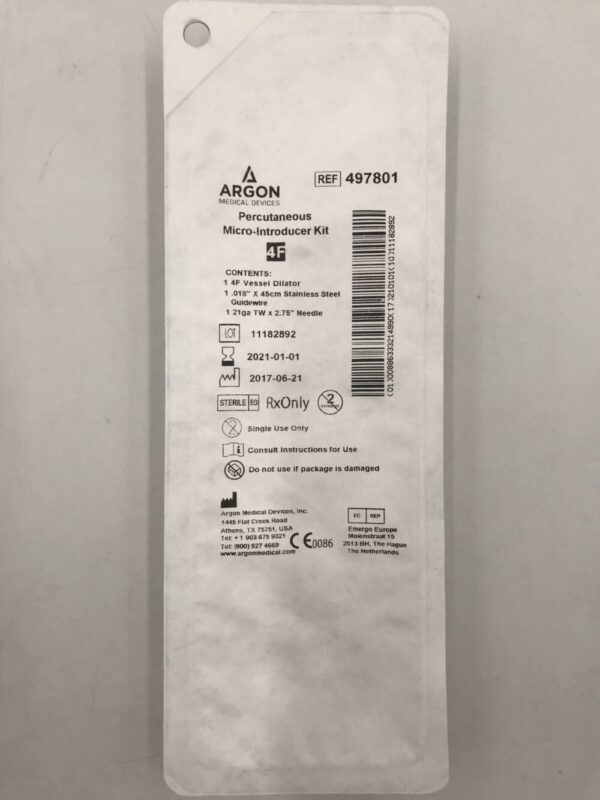 ARGON
MEDICAL DEVICES
REF 497801
Percutaneous
Micro-Introducer Kit
4F
CONTENTS:
1 4F Vessel Dilator
1 .018" X 45cm Stainless Steel
Guidewire
1 21ga TW x 2.75" Needle
LOT 11182892
2021-01-01
2017-06-21
STERILE EO RxOnly 2
Single Use Only
Consult Instructions for Use
Do not use if package is damaged
Argon Medical Devices, Inc.
1445 Flat Creek Road
Athens, TX 75751, USA
Tel: +1 903 675 9321
Tel: (800) 927 4669
www.argonmedical.com
CE0086
EC REP
Emergo Europe
Molenstraat 15
2513 BH, The Hague
The Netherlands